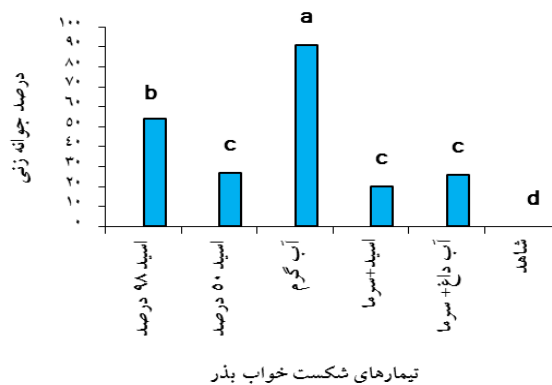 درصد جوانه زنی
۱۰۰
۹۰
۸۰
۷۰
۶۰
۵۰
۴۰
۳۰
۲۰
۱۰
۰
b
c
a
c
c
d
اسید ۹۸ درصد
اسید ۵۰ درصد
آب گرم
اسید+سرما
آب داغ+ سرما
شاهد
تیمارهای شکست خواب بذر